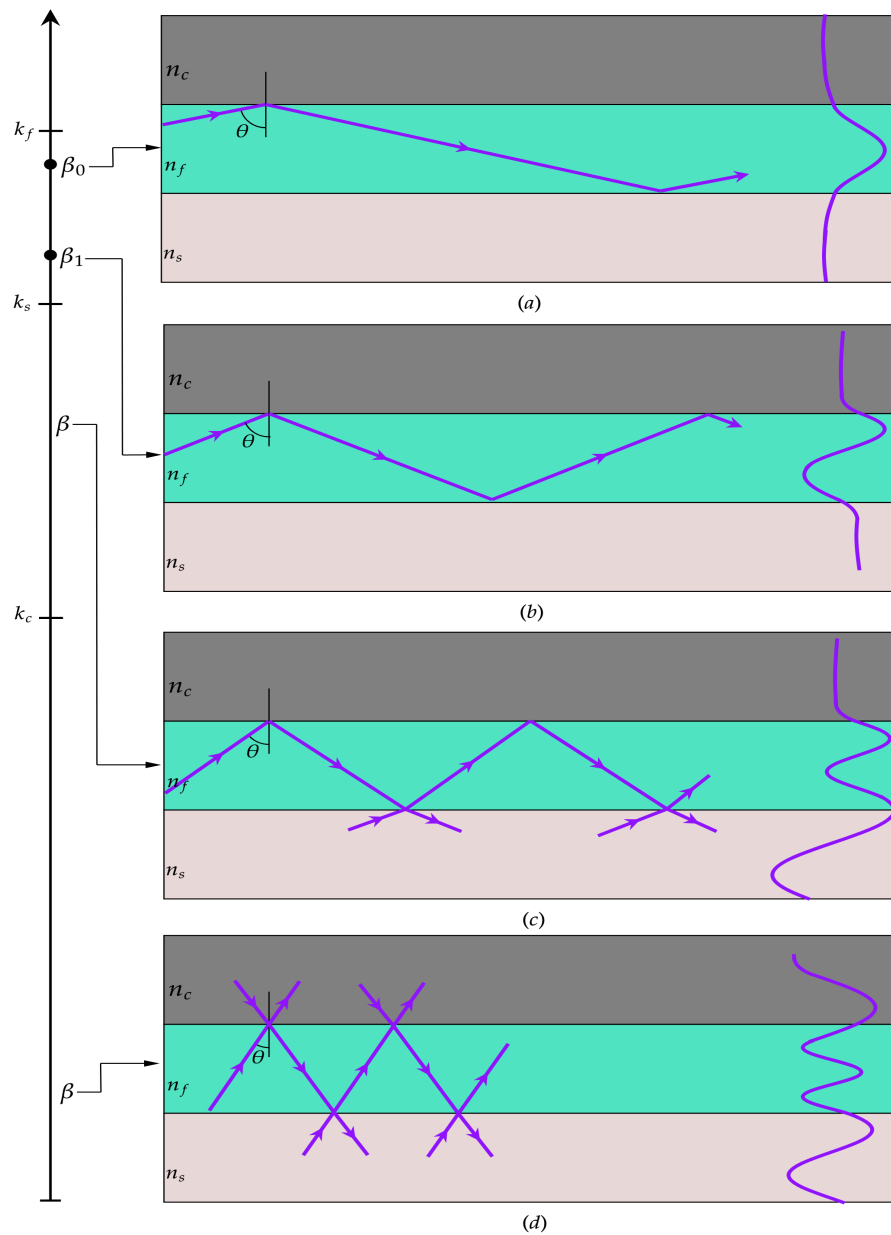 k_f
β_0
β_1
k_s
β
k_c
β
n_c
θ
n_f
n_s
(a)
n_c
θ
n_f
n_s
(b)
n_c
θ
n_f
n_s
(c)
n_c
θ
n_f
n_s
(d)